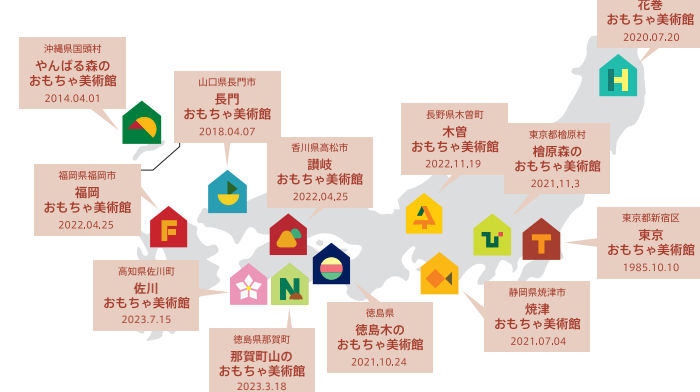 花巻
おもちゃ美術館
2020.07.20
沖縄県国頭村
やんばる森の
おもちゃ美術館
2014.04.01
山口県長門市
長門
おもちゃ美術館
2018.04.07
香川県高松市
讃岐
おもちゃ美術館
2022.04.25
長野県木曽町
木曽
おもちゃ美術館
2022.11.19
東京都檜原村
檜原森の
おもちゃ美術館
2021.11.3
福岡県福岡市
福岡
おもちゃ美術館
2022.04.25
東京都新宿区
東京
おもちゃ美術館
1985.10.10
高知県佐川町
佐川
おもちゃ美術館
2023.7.15
徳島県那賀町
那賀町山の
おもちゃ美術館
2023.3.18
徳島県
徳島木の
おもちゃ美術館
2021.10.24
静岡県焼津市
焼津
おもちゃ美術館
2021.07.04
H
F
T
N